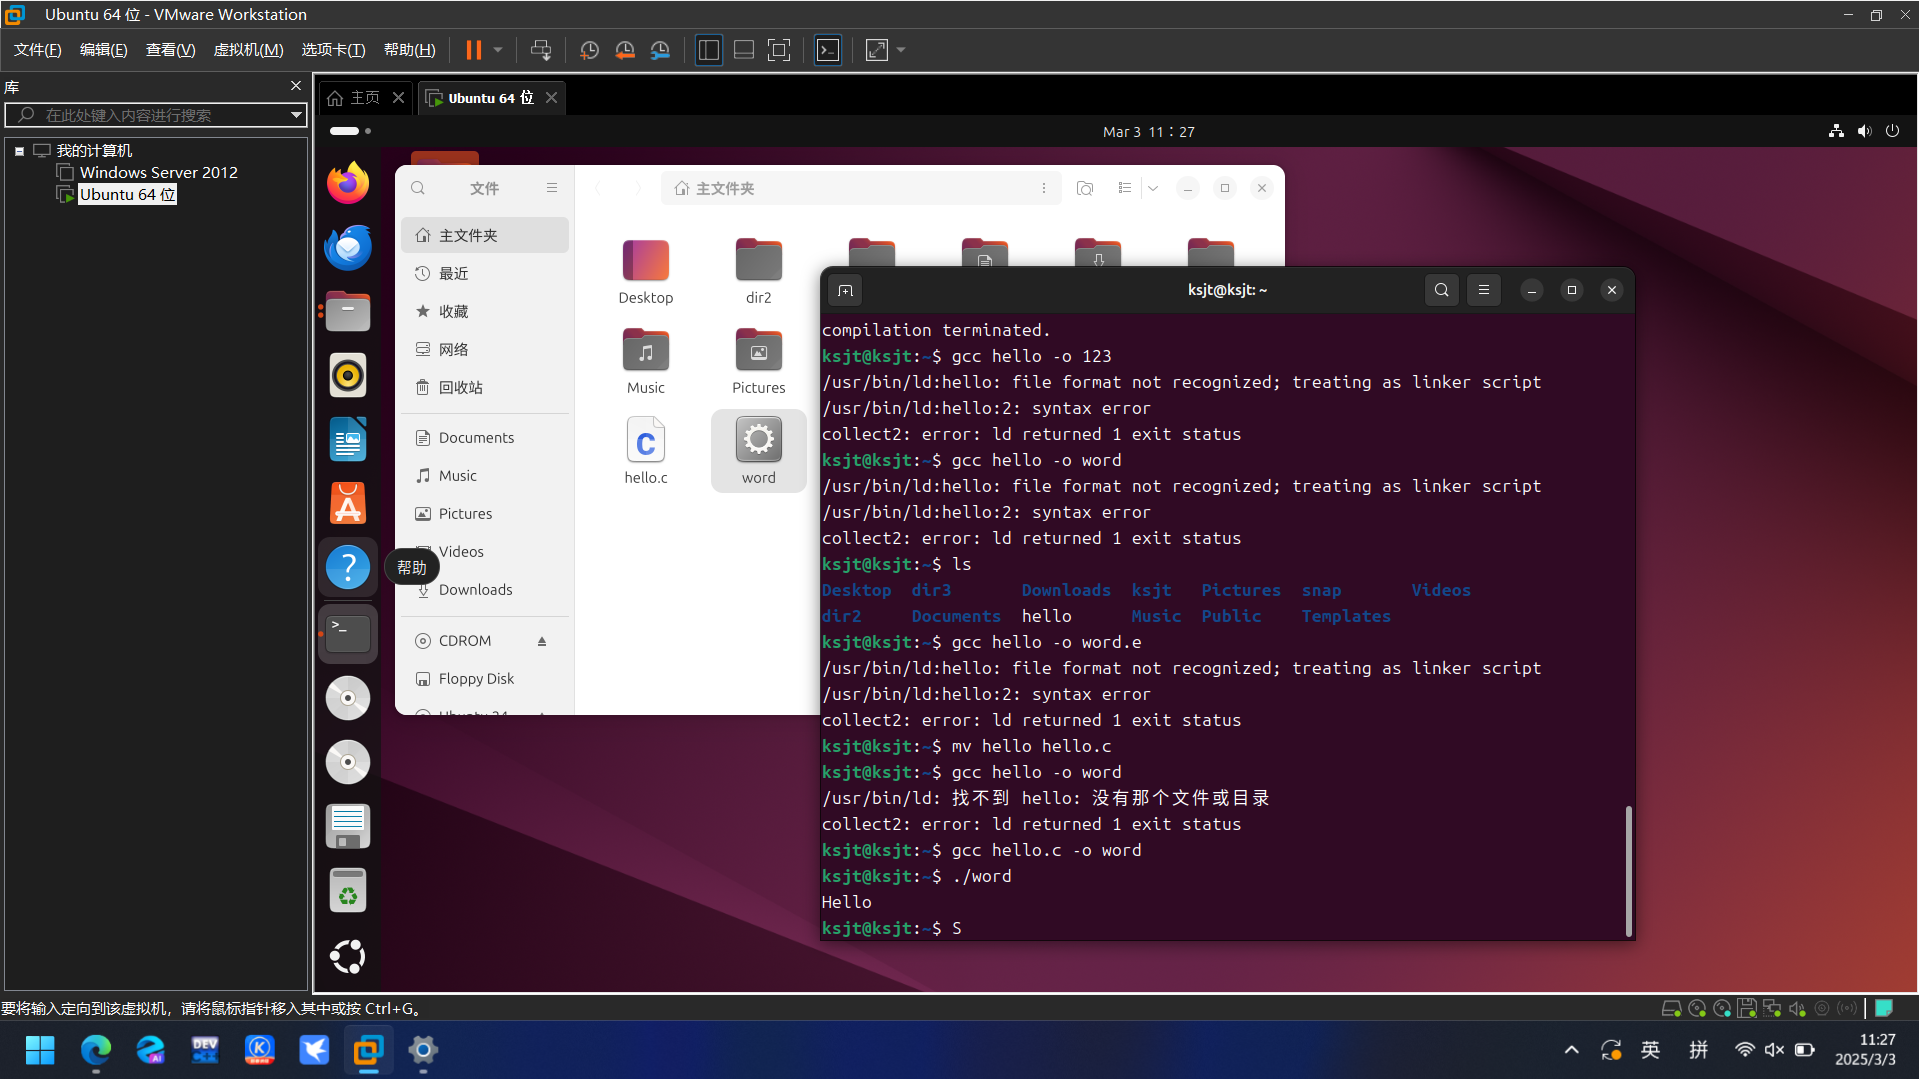 Ubuntu 64 位 - VMware Workstation
文件(F) 编辑(E) 查看(V) 虚拟机(M) 选项卡(T) 帮助(H)
库
在此处键入内容进行搜索
我的计算机
Windows Server 2012
Ubuntu 64 位
主页
Ubuntu 64 位
Mar 3 11：27
文件
主文件夹
主文件夹
最近
收藏
网络
回收站
Documents
Music
Pictures
Videos
Downloads
CDROM
Floppy Disk
帮助
Desktop
dir2
Music
Pictures
hello.c
word
ksjt@ksjt: ~
compilation terminated.
ksjt@ksjt:~$ gcc hello -o 123
/usr/bin/ld:hello: file format not recognized; treating as linker script
/usr/bin/ld:hello:2: syntax error
collect2: error: ld returned 1 exit status
ksjt@ksjt:~$ gcc hello -o word
/usr/bin/ld:hello: file format not recognized; treating as linker script
/usr/bin/ld:hello:2: syntax error
collect2: error: ld returned 1 exit status
ksjt@ksjt:~$ ls
Desktop dir3 Downloads ksjt Pictures snap Videos
dir2 Documents hello Music Public Templates
ksjt@ksjt:~$ gcc hello -o word.e
/usr/bin/ld:hello: file format not recognized; treating as linker script
/usr/bin/ld:hello:2: syntax error
collect2: error: ld returned 1 exit status
ksjt@ksjt:~$ mv hello hello.c
ksjt@ksjt:~$ gcc hello -o word
/usr/bin/ld: 找不到 hello: 没有那个文件或目录
collect2: error: ld returned 1 exit status
ksjt@ksjt:~$ gcc hello.c -o word
ksjt@ksjt:~$ ./word
Hello
ksjt@ksjt:~$ S
要将输入定向到该虚拟机，请将鼠标指针移入其中或按 Ctrl+G。
AI
DEV
英
拼
11:27
2025/3/3